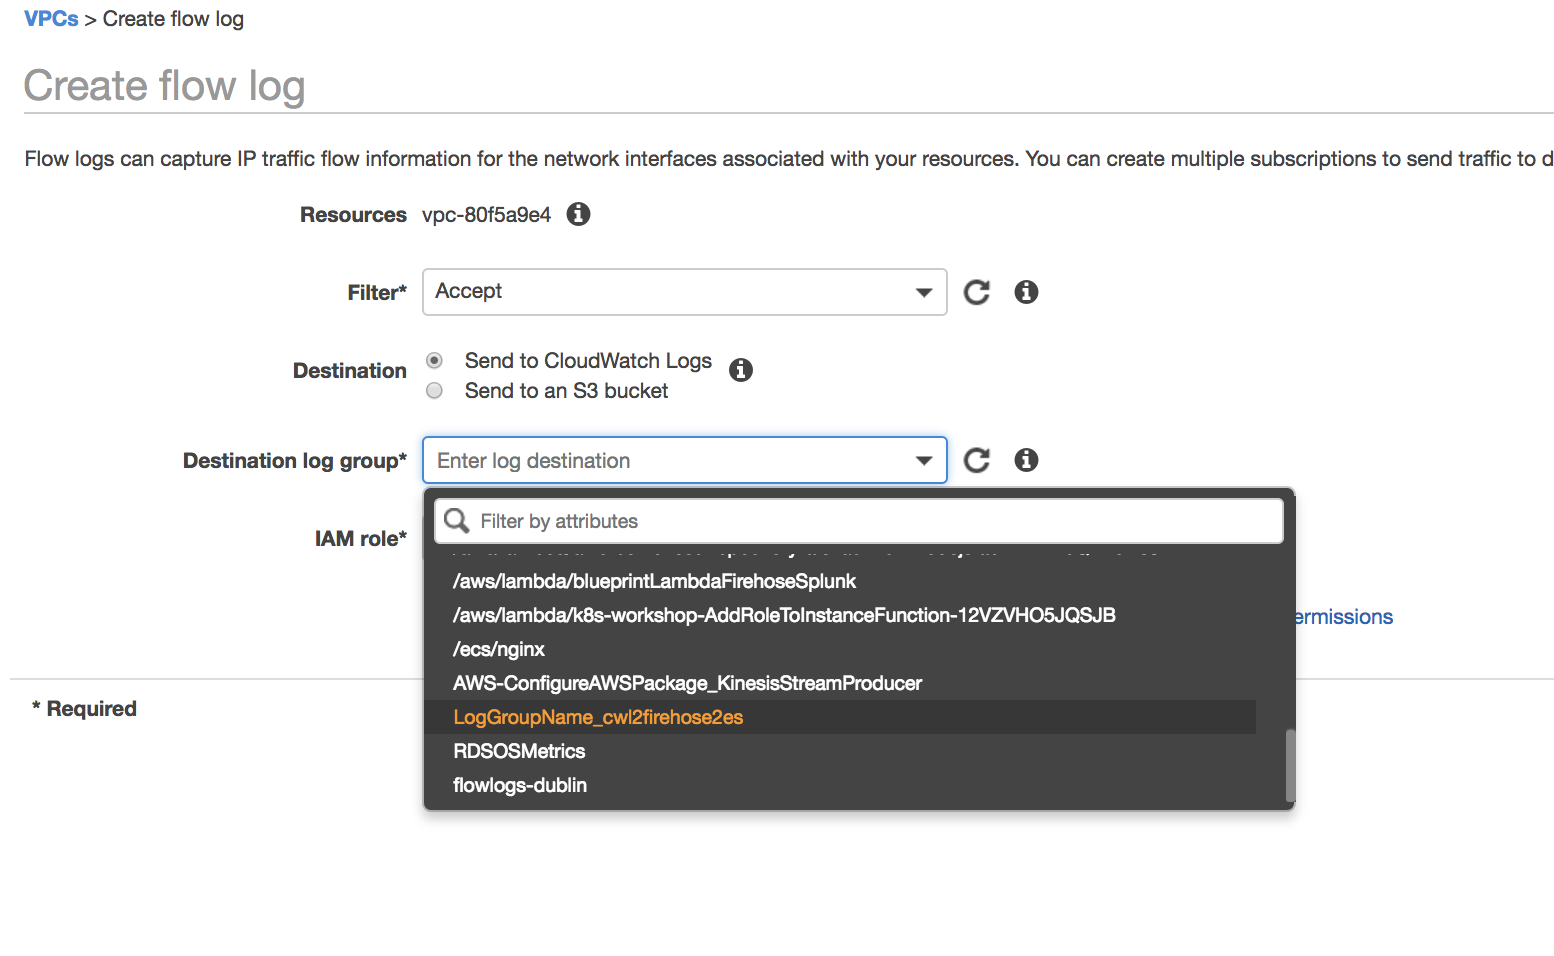 VPCs > Create flow log
Create flow log
Flow logs can capture IP traffic flow information for the network interfaces associated with your resources. You can create multiple subscriptions to send traffic to d
Resources vpc-80f5a9e4
Filter* Accept
Destination
Send to CloudWatch Logs
Send to an S3 bucket
Destination log group* Enter log destination
Filter by attributes
IAM role*
/aws/lambda/blueprintLambdaFirehoseSplunk
/aws/lambda/k8s-workshop-AddRoleToInstanceFunction-12VZVHO5JQSJB
ermissions
/ecs/nginx
AWS-ConfigureAWSPackage_KinesisStreamProducer
* Required
LogGroupName_cwl2firehose2es
RDSOSMetrics
flowlogs-dublin